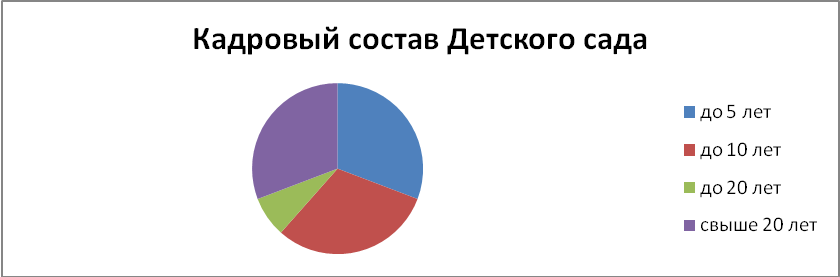 Кадровый состав Детского сада
до 5 лет
до 10 лет
до 20 лет
свыше 20 лет